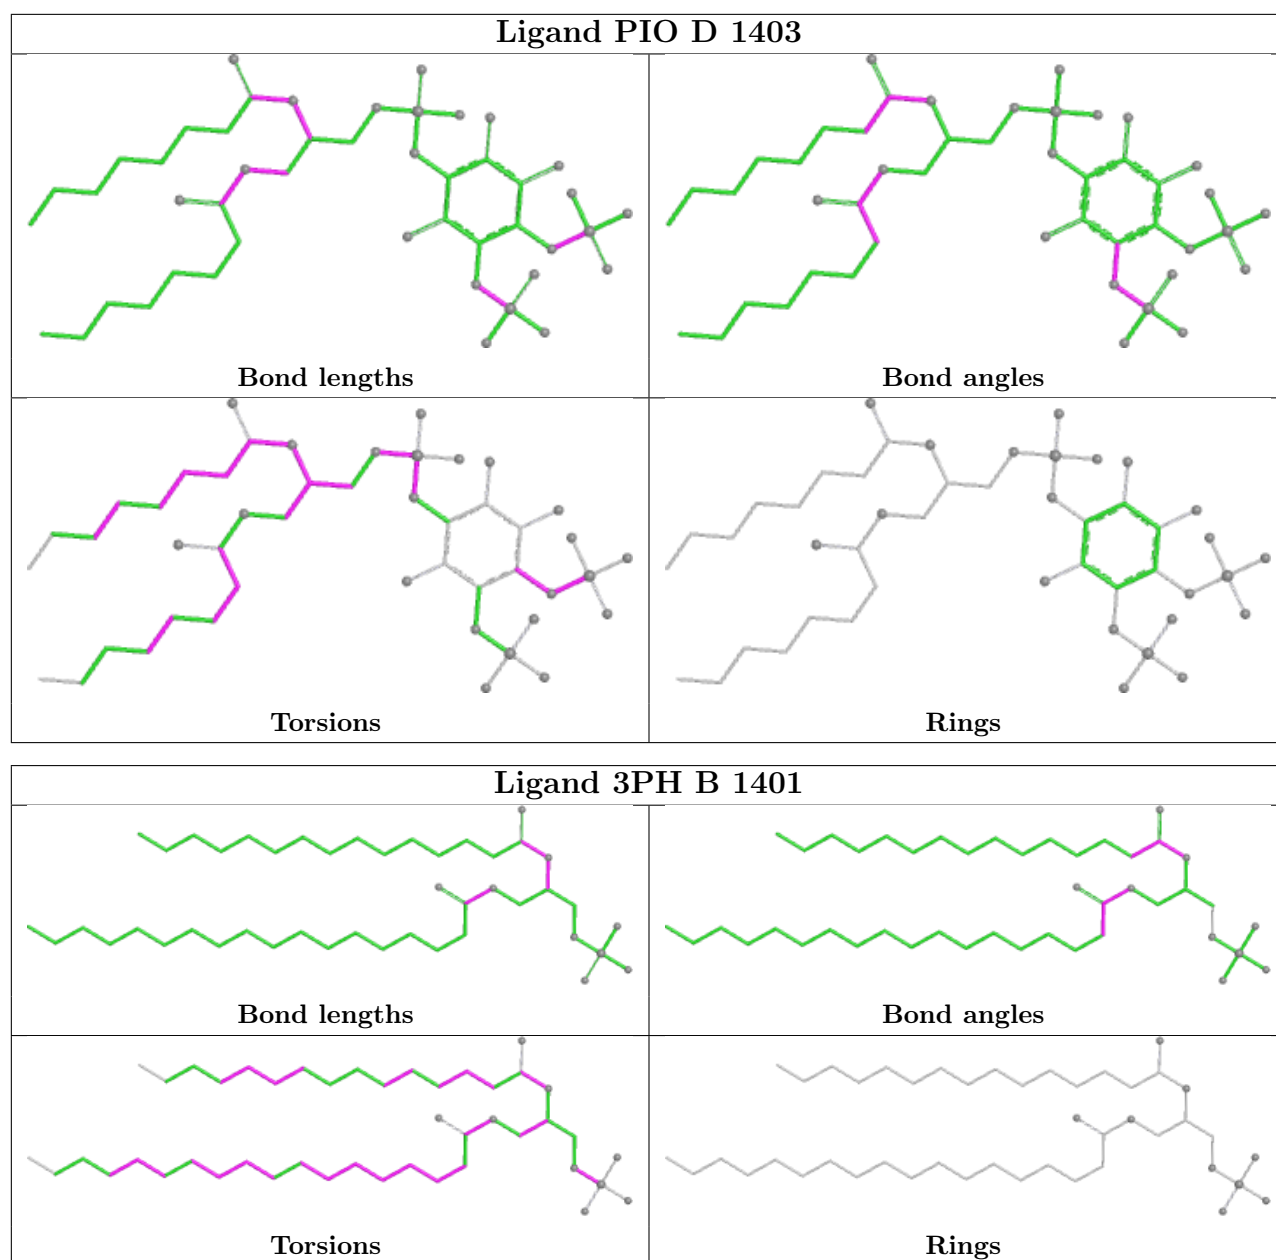 Ligand PIO D 1403
Bond lengths
Bond angles
Torsions
Rings
Ligand 3PH B 1401
Bond lengths
Bond angles
Torsions
Rings